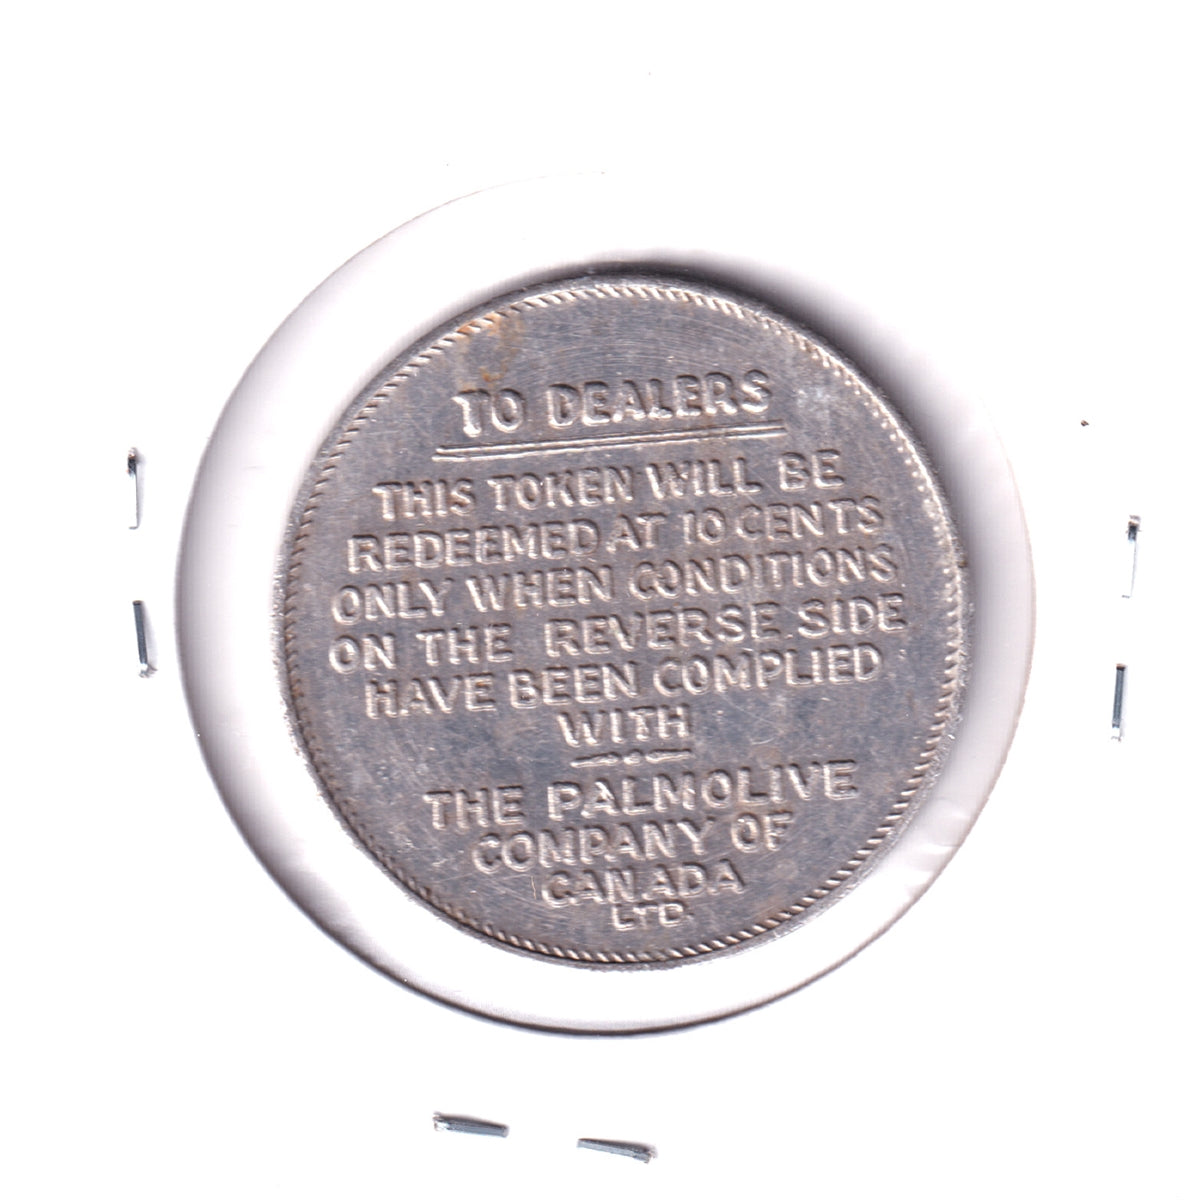 TO DEALERS
THIS TOKEN WILL BE
REDEEMED AT 10 CENTS
ONLY WHEN CONDITIONS
ON THE REVERSE SIDE
HAVE BEEN COMPLIED
WITH
THE PALMOLIVE
COMPANY OF
CANADA
LTD.